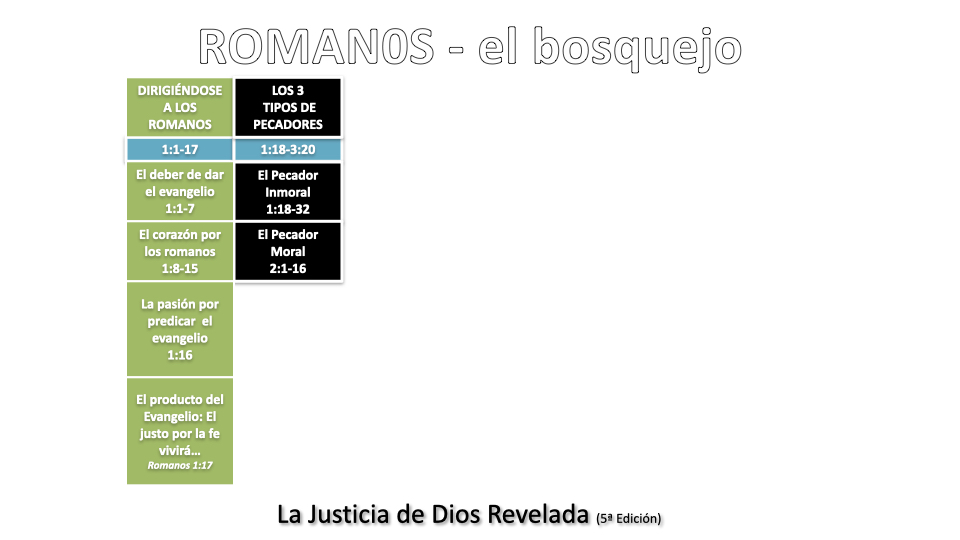 ROMAN0S - el bosquejo
DIRIGIÉNDOSE
A LOS
ROMANOS
1:1-17
El deber de dar
el evangelio
1:1-7
El corazón por
los romanos
1:8-15
La pasión por
predicar  el
evangelio
1:16
El producto del
Evangelio: El
justo por la fe
vivirá...
Romanos 1:17
LOS 3
TIPOS DE
PECADORES
1:18-3:20
El Pecador
Inmoral
1:18-32
El Pecador
Moral
2:1-16
La Justicia de Dios Revelada (5ª Edición)